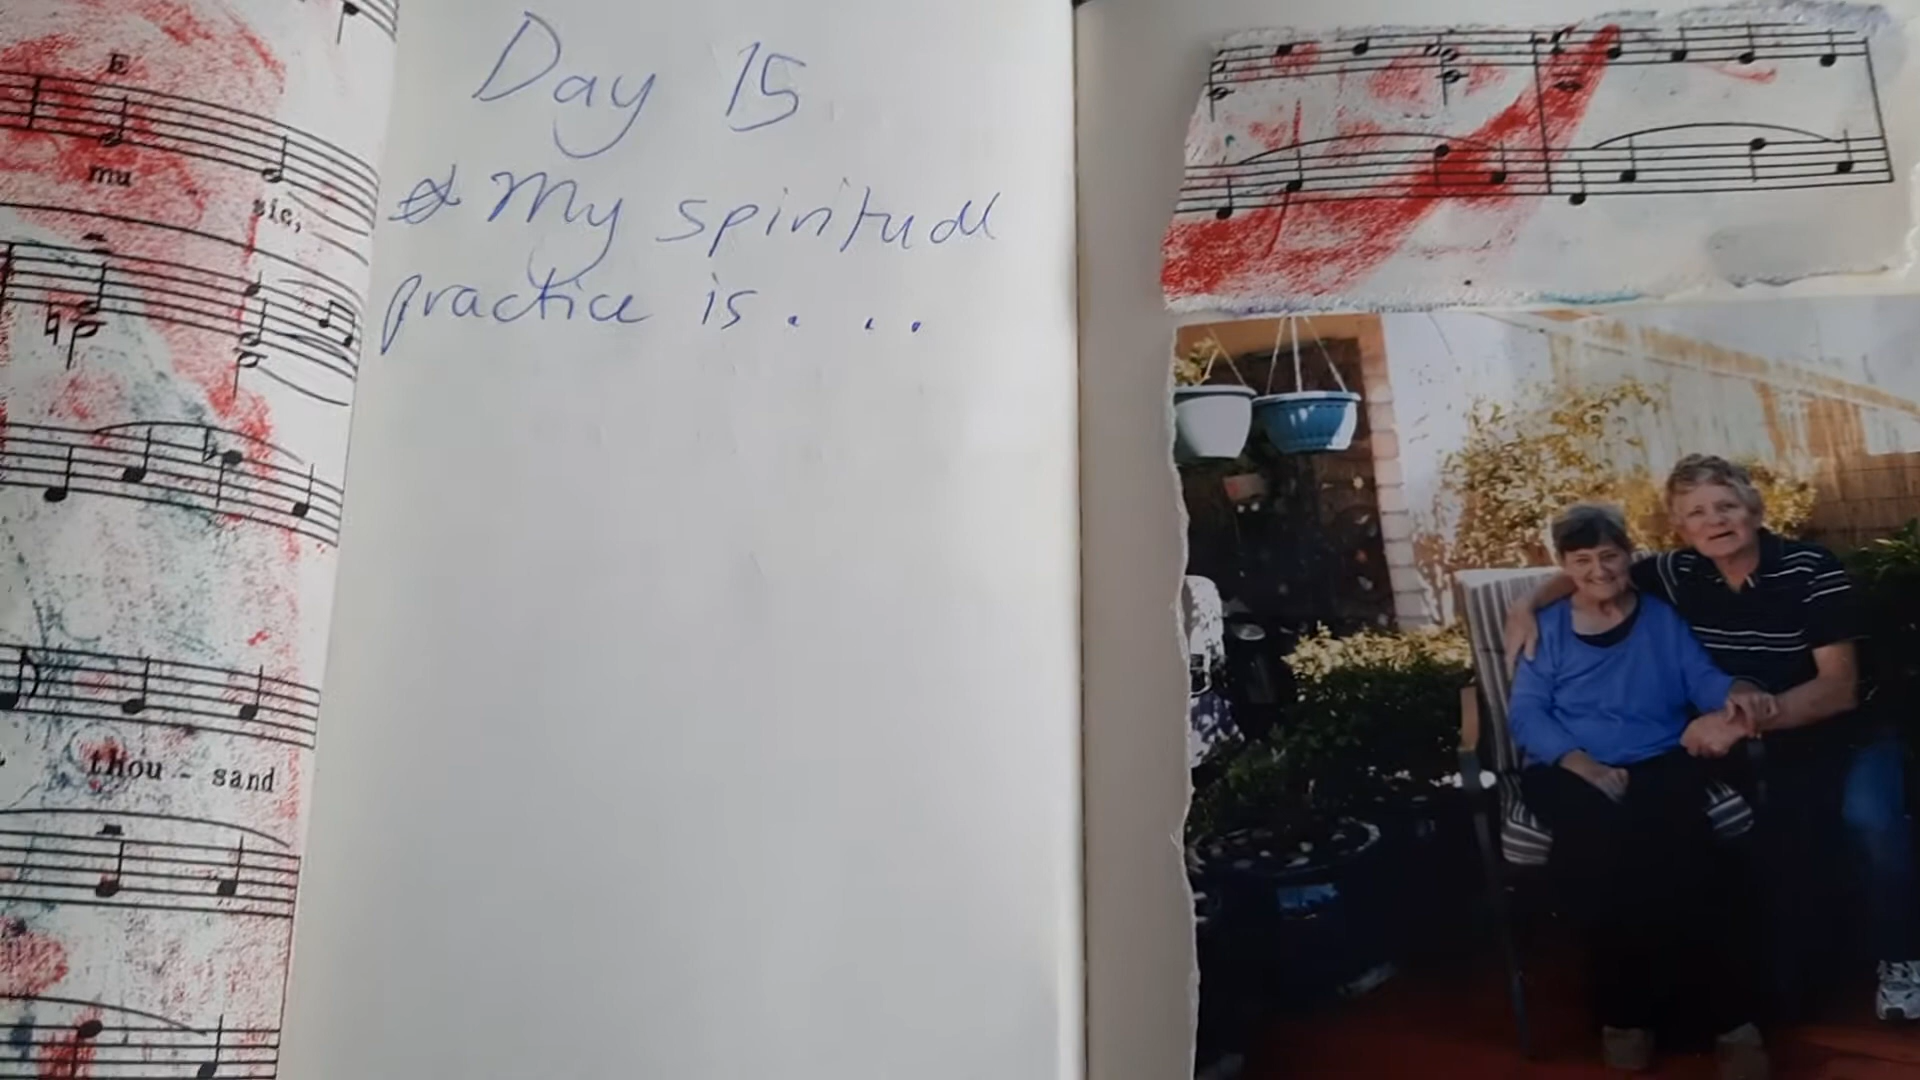 E
mu
sic,
thou - sand
Day 15
My spiritual
practice is . . .